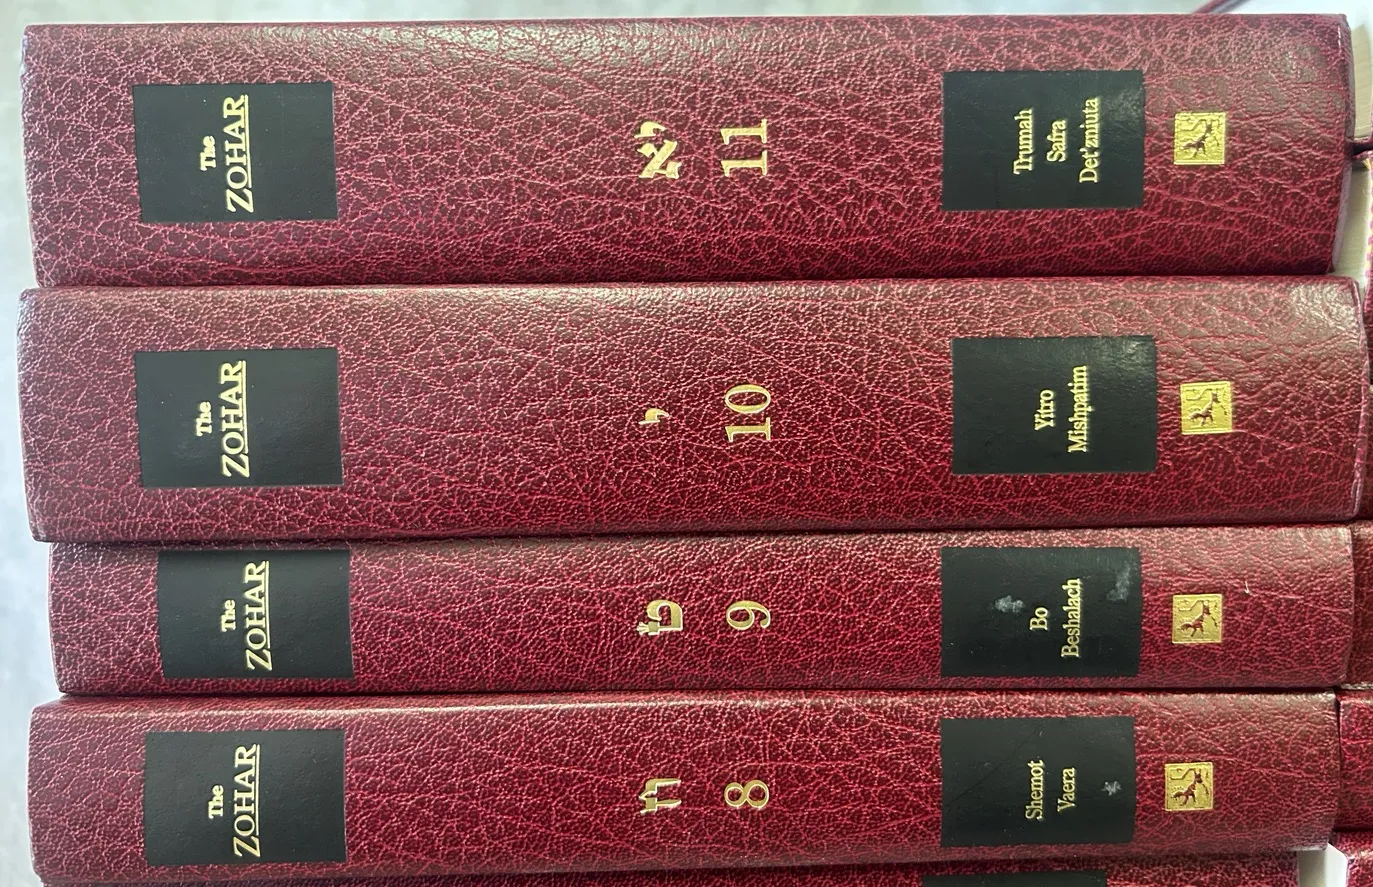 The
ZOHAR
יא
11
Trumah
Safra
Det'zniuta
The
ZOHAR
י
10
Yitro
Mishpatim
The
ZOHAR
ט
9
Bo
Beshalach
The
ZOHAR
ח
8
Shemot
Vaera